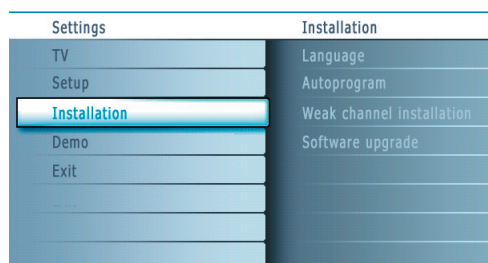 Settings
TV
Setup
Installation
Demo
Exit
Installation
Language
Autoprogram
Weak channel installation
Software upgrade